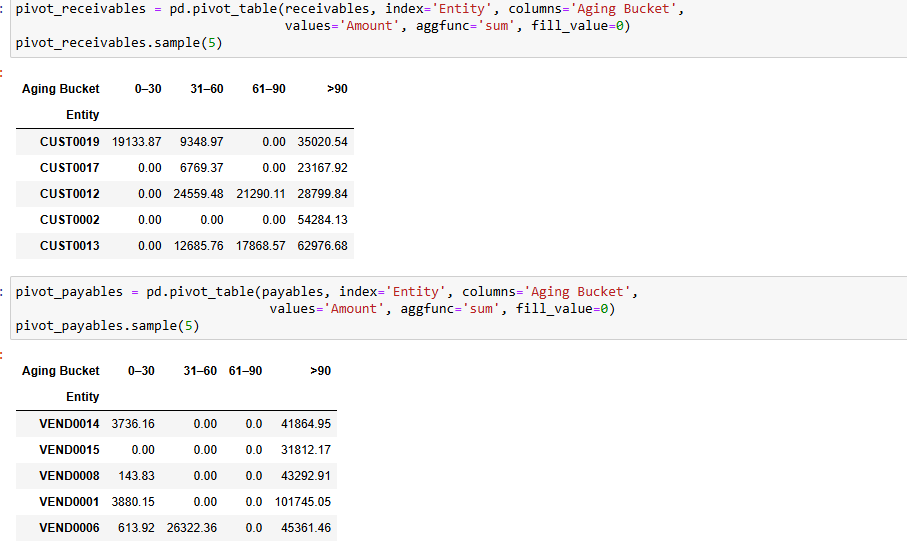 : pivot_receivables = pd.pivot_table(receivables, index='Entity', columns='Aging Bucket',
values='Amount', aggfunc='sum', fill_value=0)
pivot_receivables.sample(5)
:
Aging Bucket 0–30 31–60 61–90 >90
Entity
CUST0019 19133.87 9348.97 0.00 35020.54
CUST0017 0.00 6769.37 0.00 23167.92
CUST0012 0.00 24559.48 21290.11 28799.84
CUST0002 0.00 0.00 0.00 54284.13
CUST0013 0.00 12685.76 17868.57 62976.68
: pivot_payables = pd.pivot_table(payables, index='Entity', columns='Aging Bucket',
values='Amount', aggfunc='sum', fill_value=0)
pivot_payables.sample(5)
:
Aging Bucket 0–30 31–60 61–90 >90
Entity
VEND0014 3736.16 0.00 0.0 41864.95
VEND0015 0.00 0.00 0.0 31812.17
VEND0008 143.83 0.00 0.0 43292.91
VEND0001 3880.15 0.00 0.0 101745.05
VEND0006 613.92 26322.36 0.0 45361.46